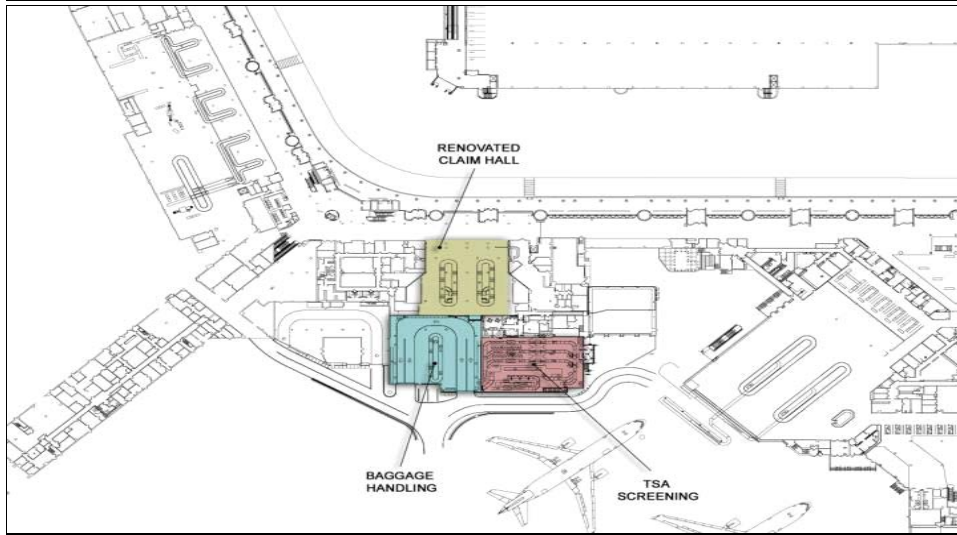 RENOVATED
CLAIM HALL
BAGGAGE
HANDLING
TSA
SCREENING